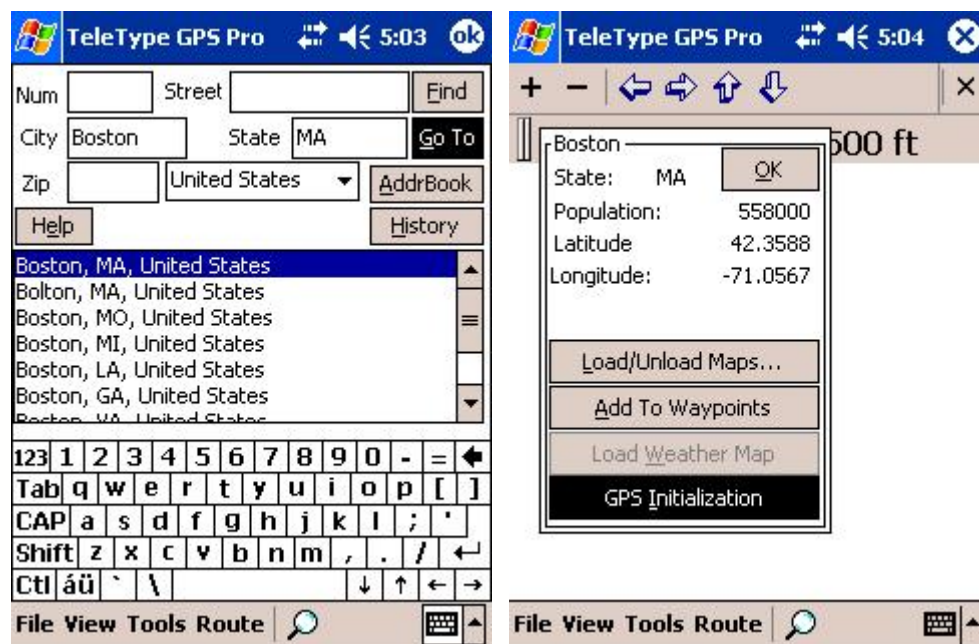 TeleType GPS Pro 5:03 ok
Num Street Find
City Boston State MA Go To
Zip United States AddrBook
Help History
Boston, MA, United States
Bolton, MA, United States
Boston, MO, United States
Boston, MI, United States
Boston, LA, United States
Boston, GA, United States
Boston, VA, United States
123 1 2 3 4 5 6 7 8 9 0 - =
Tab q w e r t y u i o p [ ]
CAP a s d f g h j k l ; '
Shift z x c v b n m , . /
Ctl áü ` \
File View Tools Route
TeleType GPS Pro 5:04
500 ft
Boston
State: MA OK
Population: 558000
Latitude 42.3588
Longitude: -71.0567
Load/Unload Maps...
Add To Waypoints
Load Weather Map
GPS Initialization
File View Tools Route